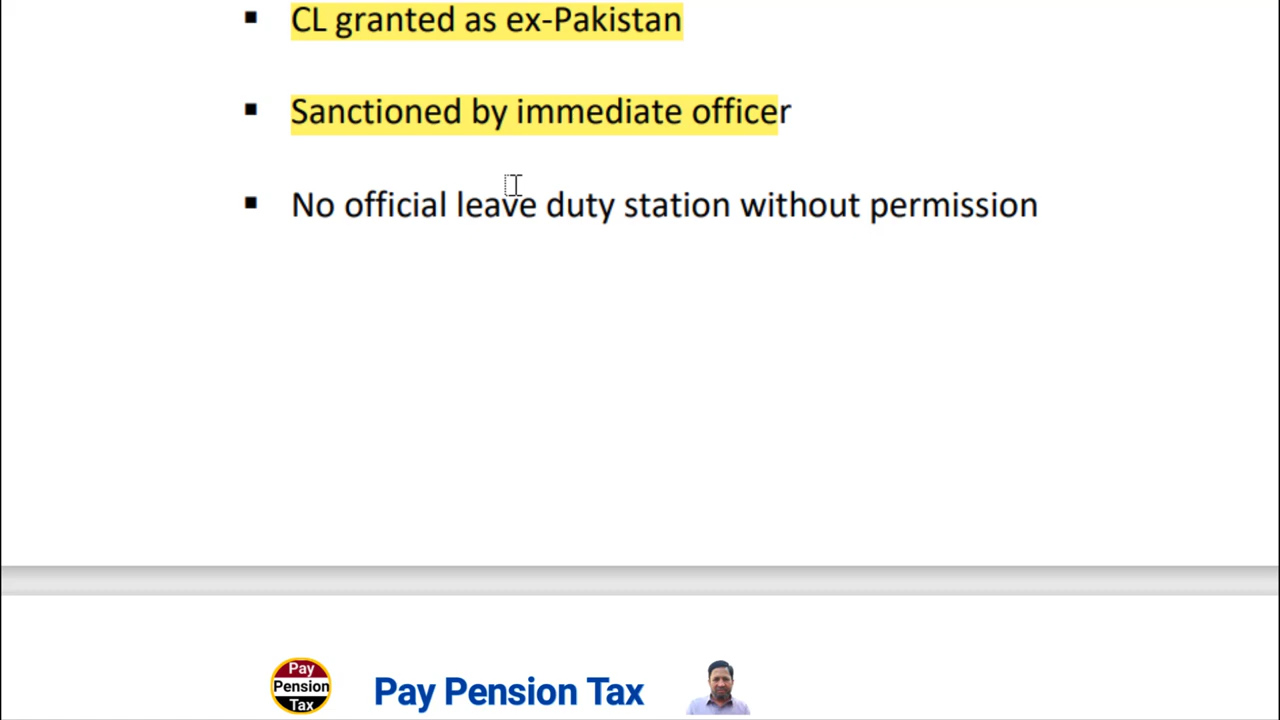 ▪ CL granted as ex-Pakistan
▪ Sanctioned by immediate officer
▪ No official leave duty station without permission
Pay
Pension
Tax
Pay Pension Tax